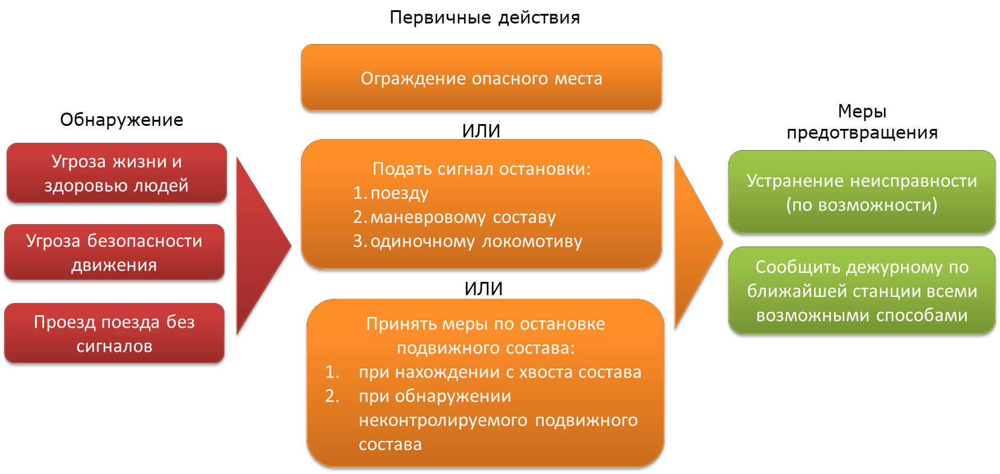 Обнаружение
Угроза жизни и
здоровью людей
Угроза безопасности
движения
Проезд поезда без
сигналов
Первичные действия
Ограждение опасного места
ИЛИ
Подать сигнал остановки:
1. поезду
2. маневровому составу
3. одиночному локомотиву
ИЛИ
Принять меры по остановке
подвижного состава:
1. при нахождении с хвоста состава
2. при обнаружении
неконтролируемого подвижного
состава
Меры
предотвращения
Устранение неисправности
(по возможности)
Сообщить дежурному по
ближайшей станции всеми
возможными способами